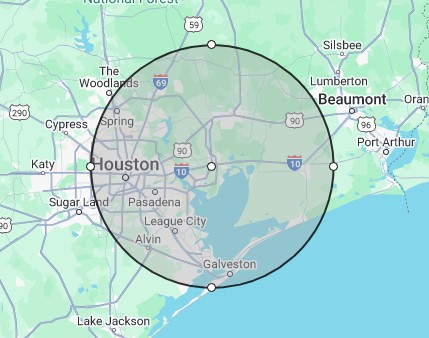 National Forest
59
Silsbee
The
Woodlands
69
Lumberton
Beaumont
Oran
290
Spring
90
96
Cypress
90
Port Arthur
Katy
Houston
10
10
Sugar Land
Pasadena
90
League City
Alvin
Galveston
Lake Jackson